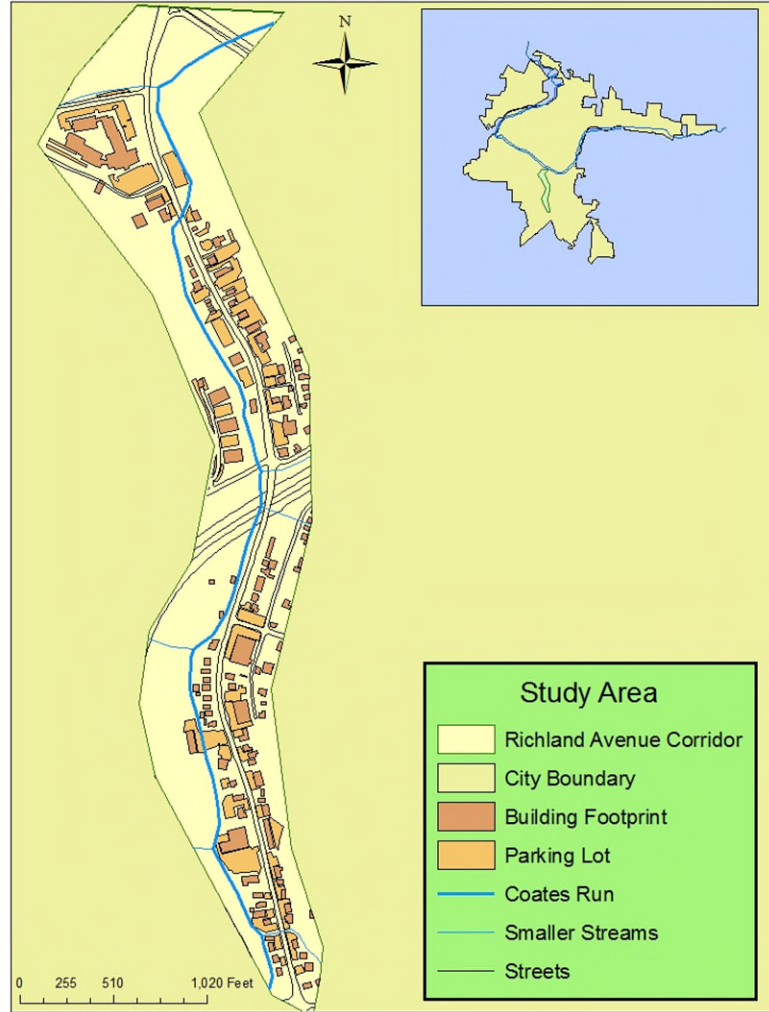 N
Study Area
Richland Avenue Corridor
City Boundary
Building Footprint
Parking Lot
Coates Run
Smaller Streams
Streets
0 255 510 1,020 Feet